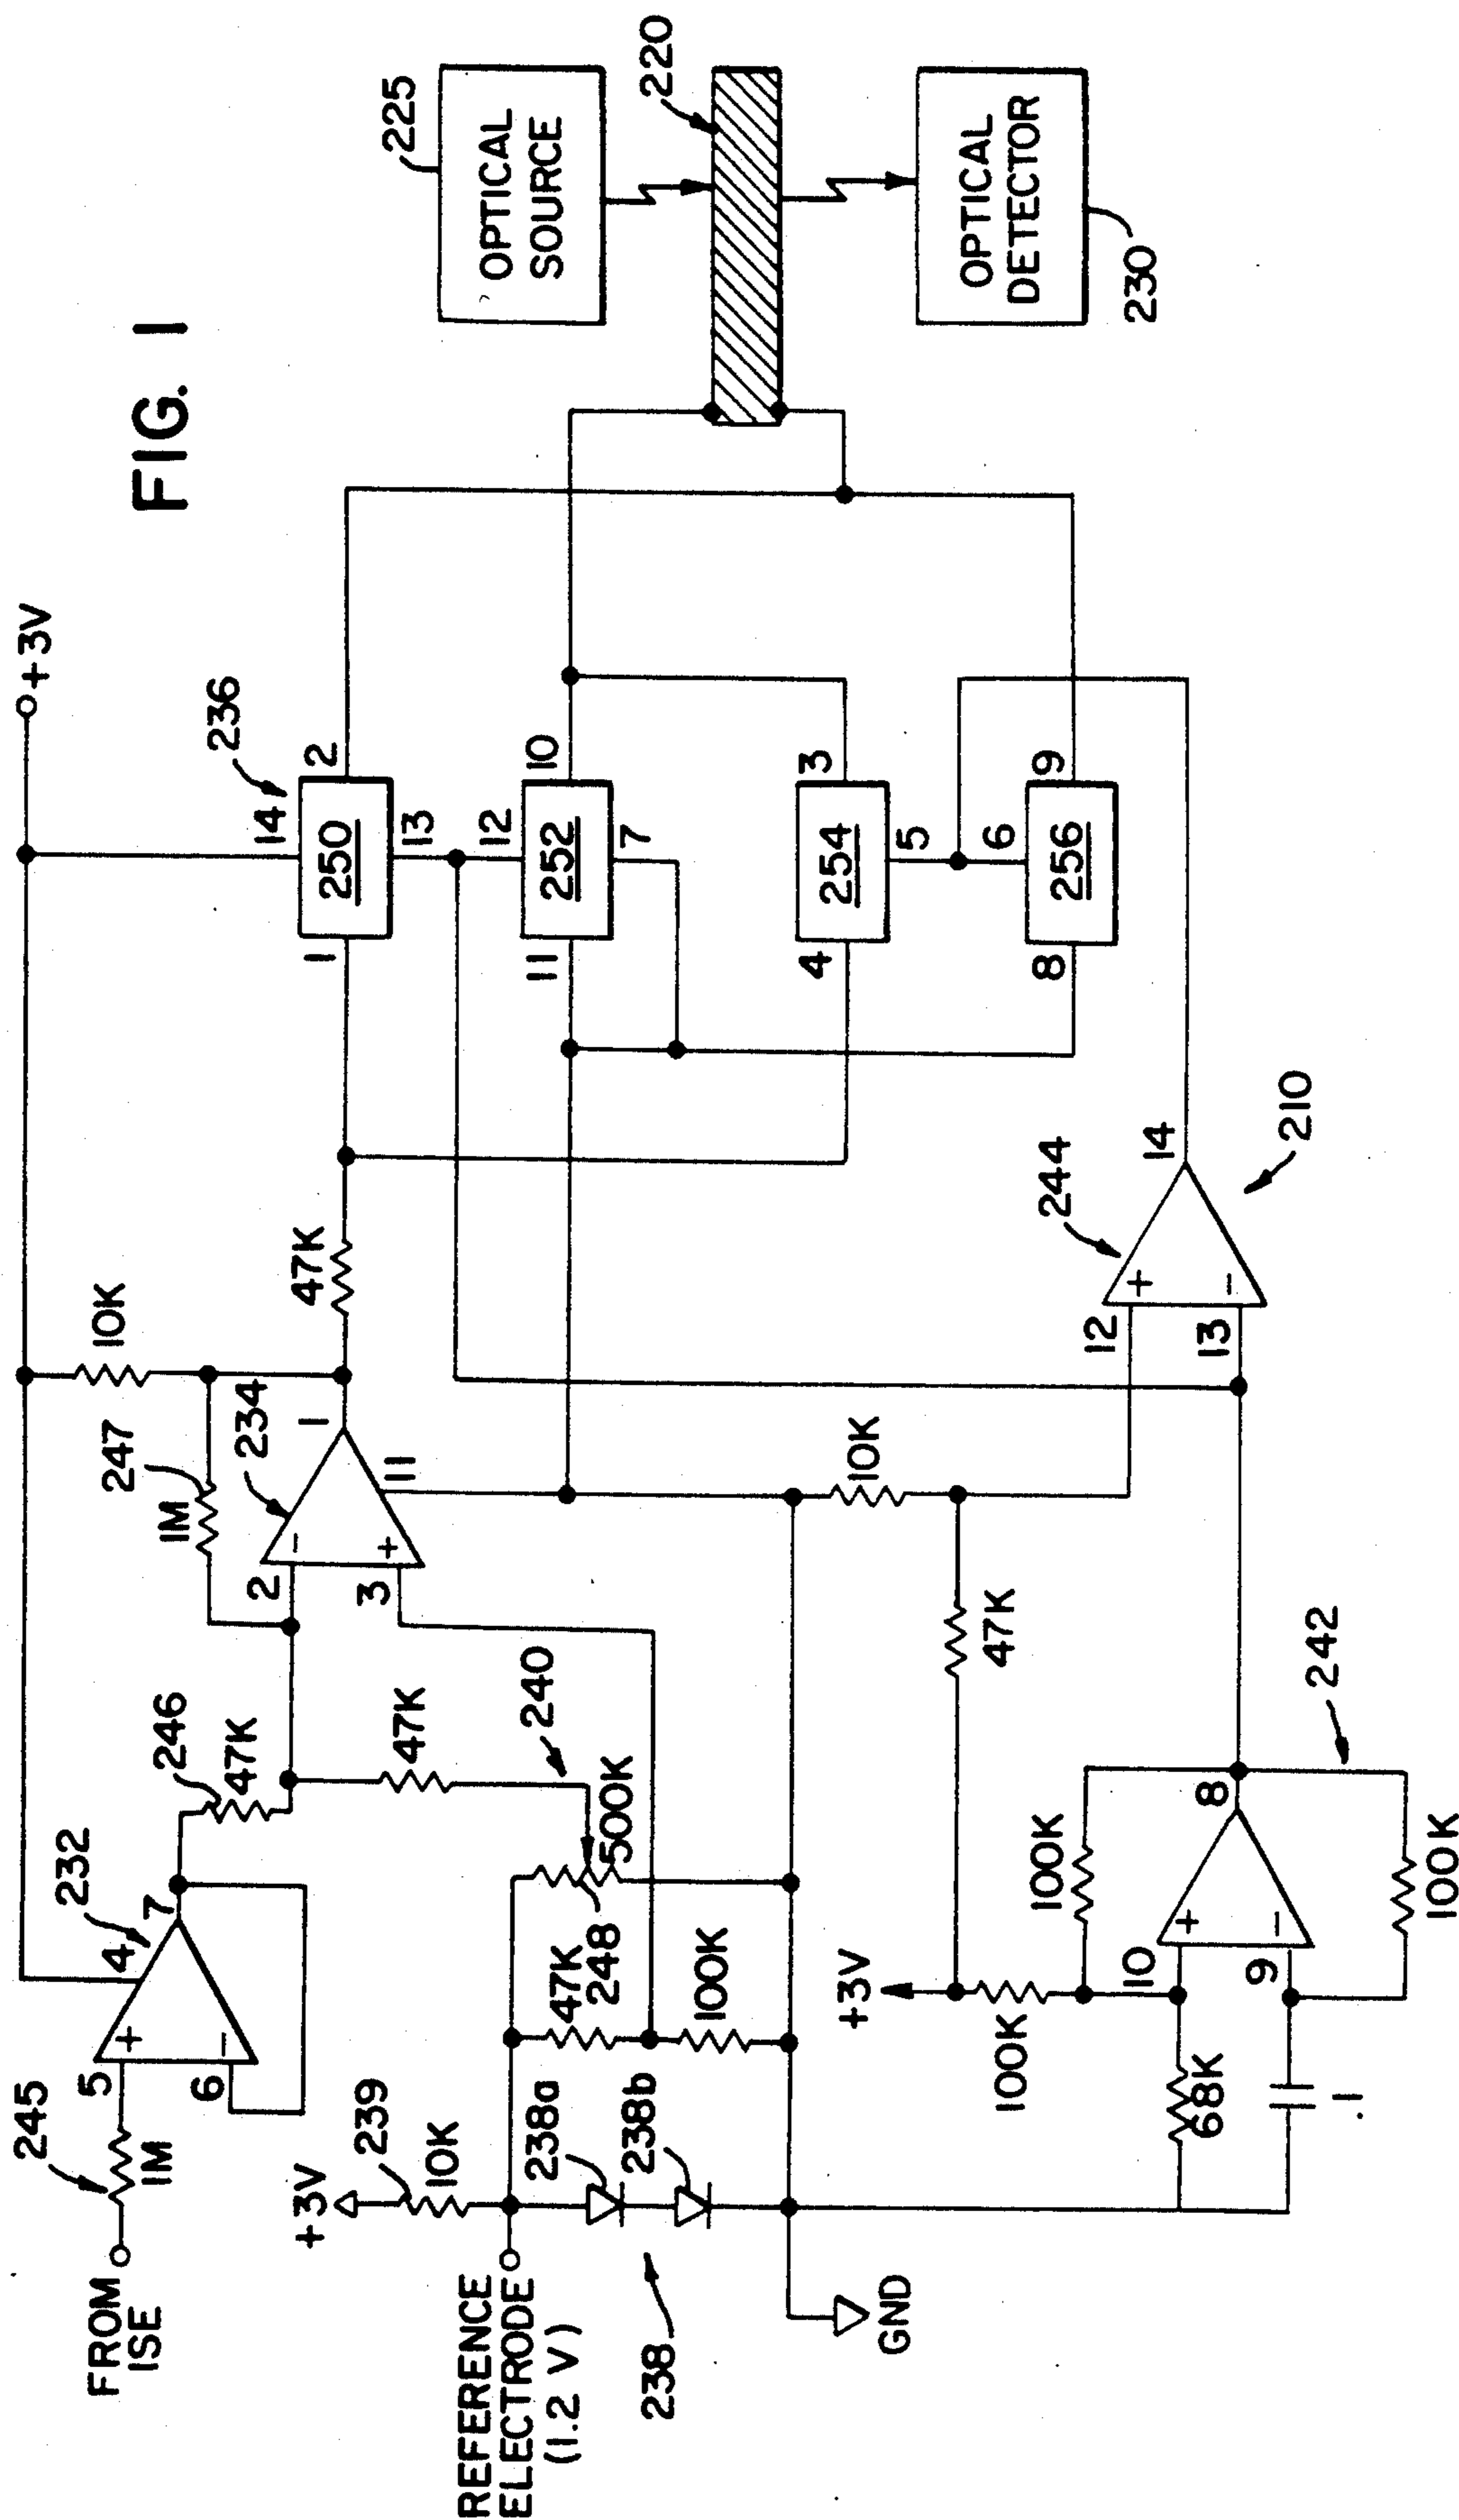 FIG. 1
+3V
236
225
OPTICAL
SOURCE
220
OPTICAL
DETECTOR
230
FROM
ISE
245
1M
5
6
+
−
4
7
232
246
47K
47K
240
247
1M
10K
234
2
3
−
+
1
11
47K
1
14
250
2
13
12
11
252
10
7
4
254
3
5
6
8
256
9
+3V
239
10K
REFERENCE
ELECTRODE
(1.2 V)
238a
238b
238
GND
47K
248
500K
100K
+3V
47K
10K
100K
68K
.1
10
9
+
−
8
100K
100K
242
12
13
+
−
14
244
210